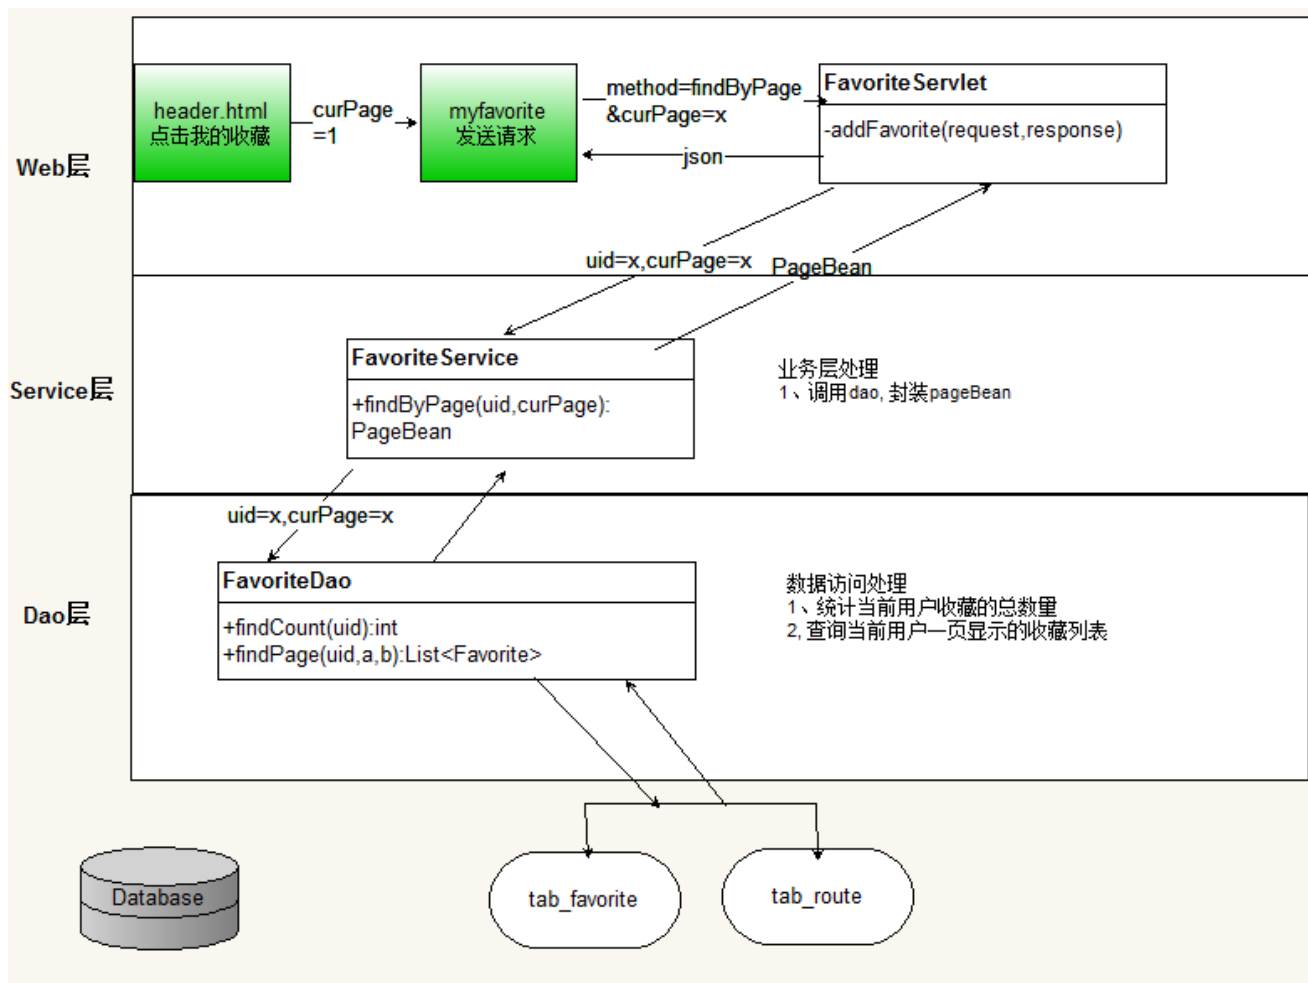 Web层
header.html
点击我的收藏
curPage
=1
myfavorite
发送请求
method=findByPage
&curPage=x
json
FavoriteServlet
-addFavorite(request,response)
uid=x,curPage=x
PageBean
Service层
FavoriteService
+findByPage(uid,curPage):
PageBean
业务层处理
1、调用dao, 封装pageBean
uid=x,curPage=x
Dao层
FavoriteDao
+findCount(uid):int
+findPage(uid,a,b):List<Favorite>
数据访问处理
1、统计当前用户收藏的总数量
2, 查询当前用户一页显示的收藏列表
Database
tab_favorite
tab_route